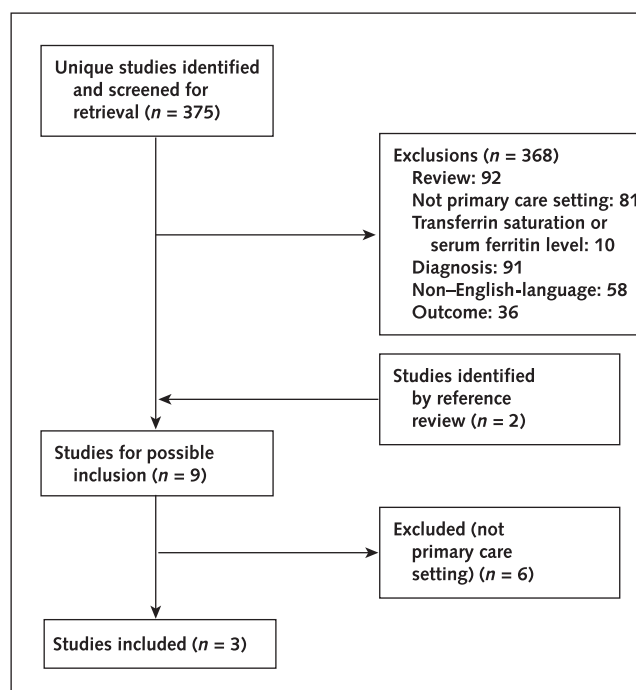 Unique studies identified
and screened for
retrieval (n = 375)
Exclusions (n = 368)
Review: 92
Not primary care setting: 81
Transferrin saturation or
serum ferritin level: 10
Diagnosis: 91
Non–English-language: 58
Outcome: 36
Studies identified
by reference
review (n = 2)
Studies for possible
inclusion (n = 9)
Excluded (not
primary care
setting) (n = 6)
Studies included (n = 3)